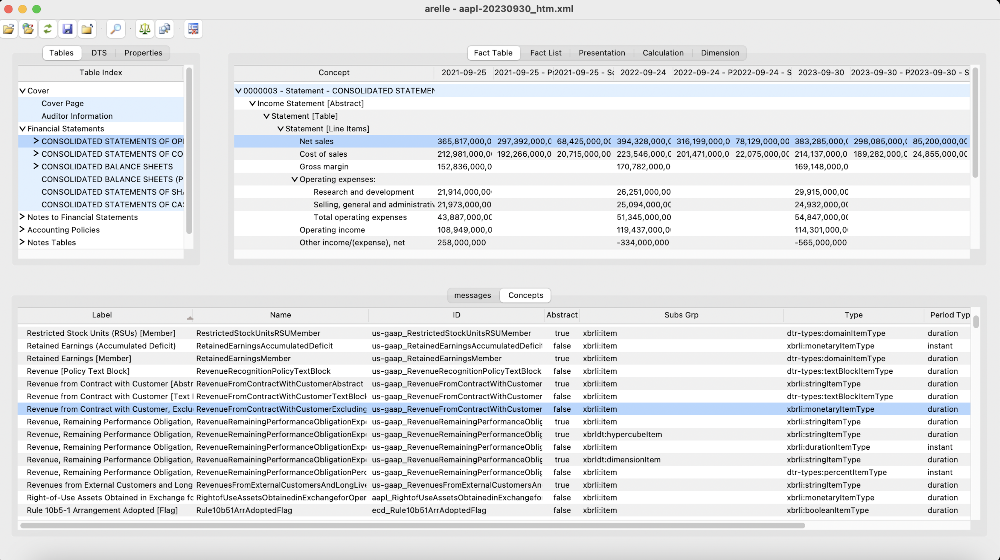 arelle - aapl-20230930_htm.xml
Tables DTS Properties
Table Index
Cover
Cover Page
Auditor Information
Financial Statements
CONSOLIDATED STATEMENTS OF OP
CONSOLIDATED STATEMENTS OF CO
CONSOLIDATED BALANCE SHEETS
CONSOLIDATED BALANCE SHEETS (P
CONSOLIDATED STATEMENTS OF SH
CONSOLIDATED STATEMENTS OF CA
Notes to Financial Statements
Accounting Policies
Notes Tables
Fact Table Fact List Presentation Calculation Dimension
Concept 2021-09-25 2021-09-25 - Pr 2021-09-25 - Se 2022-09-24 2022-09-24 - P 2022-09-24 - S 2023-09-30 2023-09-30 - P 2023-09-30 - S
0000003 - Statement - CONSOLIDATED STATEMEN
Income Statement [Abstract]
Statement [Table]
Statement [Line Items]
Net sales 365,817,000,0 297,392,000,0 68,425,000,00 394,328,000,0 316,199,000,0 78,129,000,00 383,285,000,0 298,085,000,0 85,200,000,00
Cost of sales 212,981,000,0 192,266,000,0 20,715,000,00 223,546,000,0 201,471,000,0 22,075,000,00 214,137,000,0 189,282,000,0 24,855,000,00
Gross margin 152,836,000,0 170,782,000,0 169,148,000,0
Operating expenses:
Research and development 21,914,000,00 26,251,000,00 29,915,000,00
Selling, general and administrativ 21,973,000,00 25,094,000,00 24,932,000,00
Total operating expenses 43,887,000,00 51,345,000,00 54,847,000,00
Operating income 108,949,000,0 119,437,000,0 114,301,000,0
Other income/(expense), net 258,000,000 -334,000,000 -565,000,000
messages Concepts
Label Name ID Abstract Subs Grp Type Period Typ
Restricted Stock Units (RSUs) [Member] RestrictedStockUnitsRSUMember us-gaap_RestrictedStockUnitsRSUMember true xbrli:item dtr-types:domainItemType duration
Retained Earnings (Accumulated Deficit) RetainedEarningsAccumulatedDeficit us-gaap_RetainedEarningsAccumulatedDeficit false xbrli:item xbrli:monetaryItemType instant
Retained Earnings [Member] RetainedEarningsMember us-gaap_RetainedEarningsMember true xbrli:item dtr-types:domainItemType duration
Revenue [Policy Text Block] RevenueRecognitionPolicyTextBlock us-gaap_RevenueRecognitionPolicyTextBlock false xbrli:item dtr-types:textBlockItemType duration
Revenue from Contract with Customer [Abstr RevenueFromContractWithCustomerAbstract us-gaap_RevenueFromContractWithCustomer true xbrli:item xbrli:stringItemType duration
Revenue from Contract with Customer [Text RevenueFromContractWithCustomerTextBlock us-gaap_RevenueFromContractWithCustomer false xbrli:item dtr-types:textBlockItemType duration
Revenue from Contract with Customer, Exclu RevenueFromContractWithCustomerExcluding us-gaap_RevenueFromContractWithCustomer false xbrli:item xbrli:monetaryItemType duration
Revenue, Remaining Performance Obligation, RevenueRemainingPerformanceObligationExp us-gaap_RevenueRemainingPerformanceOblig true xbrli:item xbrli:stringItemType duration
Revenue, Remaining Performance Obligation, RevenueRemainingPerformanceObligationExp us-gaap_RevenueRemainingPerformanceOblig true xbrldt:hypercubeItem xbrli:stringItemType duration
Revenue, Remaining Performance Obligation, RevenueRemainingPerformanceObligationExp us-gaap_RevenueRemainingPerformanceOblig false xbrli:item xbrli:durationItemType instant
Revenue, Remaining Performance Obligation, RevenueRemainingPerformanceObligationExp us-gaap_RevenueRemainingPerformanceOblig true xbrldt:dimensionItem xbrli:stringItemType duration
Revenue, Remaining Performance Obligation, RevenueRemainingPerformanceObligationPerc us-gaap_RevenueRemainingPerformanceOblig false xbrli:item dtr-types:percentItemType instant
Revenues from External Customers and Long RevenuesFromExternalCustomersAndLongLive us-gaap_RevenuesFromExternalCustomersAn true xbrli:item xbrli:stringItemType duration
Right-of-Use Assets Obtained in Exchange fo RightofUseAssetsObtainedinExchangeforOper aapl_RightofUseAssetsObtainedinExchangefo false xbrli:item xbrli:monetaryItemType duration
Rule 10b5-1 Arrangement Adopted [Flag] Rule10b51ArrAdoptedFlag ecd_Rule10b51ArrAdoptedFlag false xbrli:item xbrli:booleanItemType duration